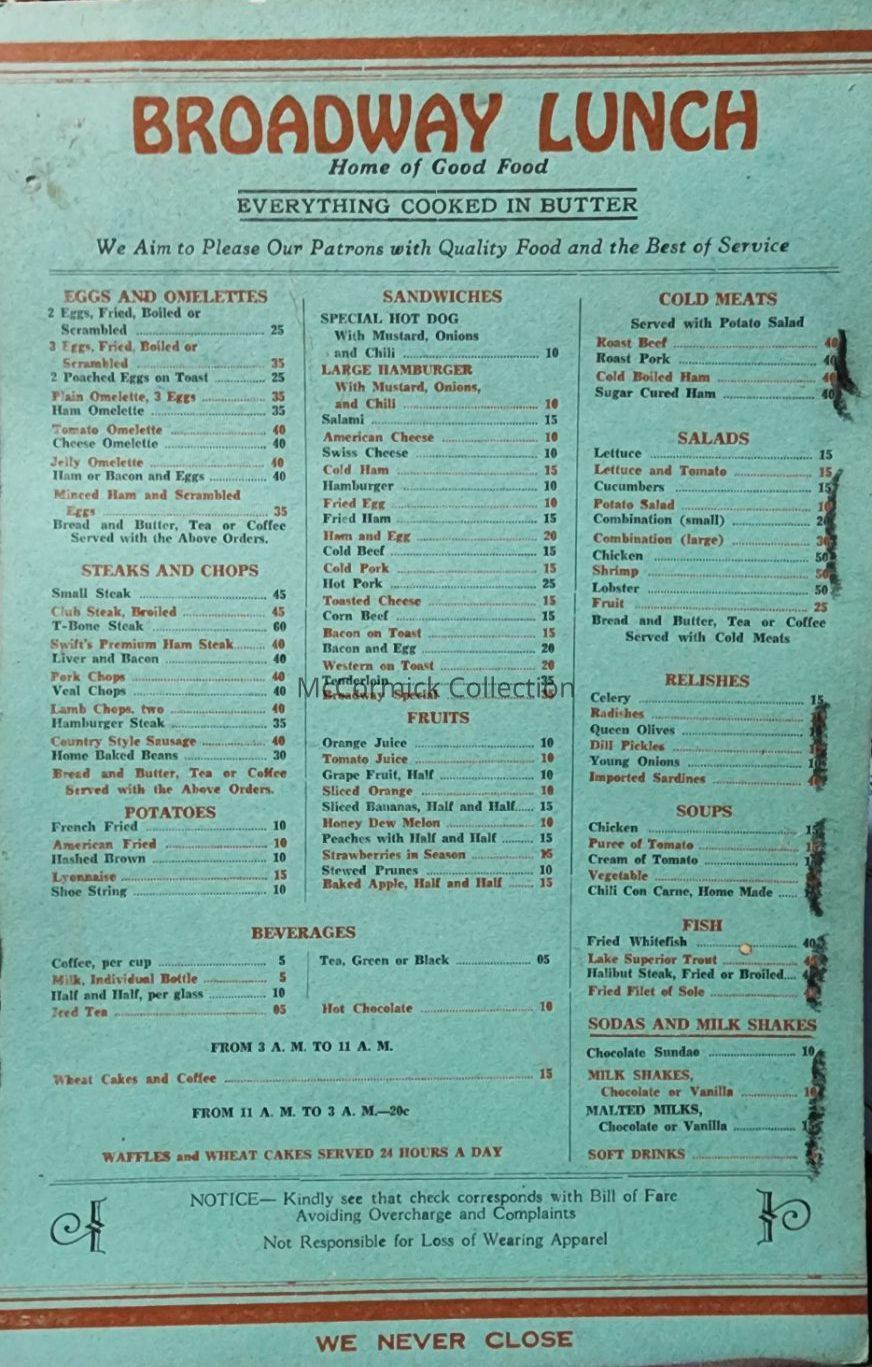 BROADWAY LUNCH
Home of Good Food
EVERYTHING COOKED IN BUTTER
We Aim to Please Our Patrons with Quality Food and the Best of Service
EGGS AND OMELETTES
2 Eggs, Fried, Boiled or
Scrambled 25
3 Eggs, Fried, Boiled or
Scrambled 35
2 Poached Eggs on Toast 25
Plain Omelette, 3 Eggs 35
Ham Omelette 35
Tomato Omelette 40
Cheese Omelette 40
Jelly Omelette 40
Ham or Bacon and Eggs 40
Minced Ham and Scrambled
Eggs 35
Bread and Butter, Tea or Coffee
Served with the Above Orders.
STEAKS AND CHOPS
Small Steak 45
Club Steak, Broiled 45
T-Bone Steak 60
Swift's Premium Ham Steak 40
Liver and Bacon 40
Pork Chops 40
Veal Chops 40
Lamb Chops, two 40
Hamburger Steak 35
Country Style Sausage 40
Home Baked Beans 30
Bread and Butter, Tea or Coffee
Served with the Above Orders.
POTATOES
French Fried 10
American Fried 10
Hashed Brown 10
Lyonnaise 15
Shoe String 10
SANDWICHES
SPECIAL HOT DOG
With Mustard, Onions
and Chili 10
LARGE HAMBURGER
With Mustard, Onions,
and Chili 10
Salami 15
American Cheese 10
Swiss Cheese 10
Cold Ham 15
Hamburger 10
Fried Egg 10
Fried Ham 15
Ham and Egg 20
Cold Beef 15
Cold Pork 15
Hot Pork 25
Toasted Cheese 15
Corn Beef 15
Bacon on Toast 15
Bacon and Egg 20
Western on Toast 20
Tenderloin
Broadway Special
McCormick Collection
FRUITS
Orange Juice 10
Tomato Juice 10
Grape Fruit, Half 10
Sliced Orange 10
Sliced Bananas, Half and Half 15
Honey Dew Melon 10
Peaches with Half and Half 15
Strawberries in Season 15
Stewed Prunes 10
Baked Apple, Half and Half 15
COLD MEATS
Served with Potato Salad
Roast Beef 40
Roast Pork 40
Cold Boiled Ham 40
Sugar Cured Ham 40
SALADS
Lettuce 15
Lettuce and Tomato 15
Cucumbers 15
Potato Salad
Combination (small)
Combination (large)
Chicken 50
Shrimp 50
Lobster 50
Fruit 25
Bread and Butter, Tea or Coffee
Served with Cold Meats
RELISHES
Celery 15
Radishes
Queen Olives
Dill Pickles
Young Onions
Imported Sardines
SOUPS
Chicken
Puree of Tomato
Cream of Tomato
Vegetable
Chili Con Carne, Home Made
FISH
Fried Whitefish 40
Lake Superior Trout
Halibut Steak, Fried or Broiled
Fried Filet of Sole
SODAS AND MILK SHAKES
Chocolate Sundae 10
MILK SHAKES,
Chocolate or Vanilla
MALTED MILKS,
Chocolate or Vanilla
SOFT DRINKS
BEVERAGES
Coffee, per cup 5
Milk, Individual Bottle 5
Half and Half, per glass 10
Iced Tea 05
Tea, Green or Black 05
Hot Chocolate 10
FROM 3 A. M. TO 11 A. M.
Wheat Cakes and Coffee 15
FROM 11 A. M. TO 3 A. M.—20c
WAFFLES and WHEAT CAKES SERVED 24 HOURS A DAY
NOTICE— Kindly see that check corresponds with Bill of Fare
Avoiding Overcharge and Complaints
Not Responsible for Loss of Wearing Apparel
WE NEVER CLOSE